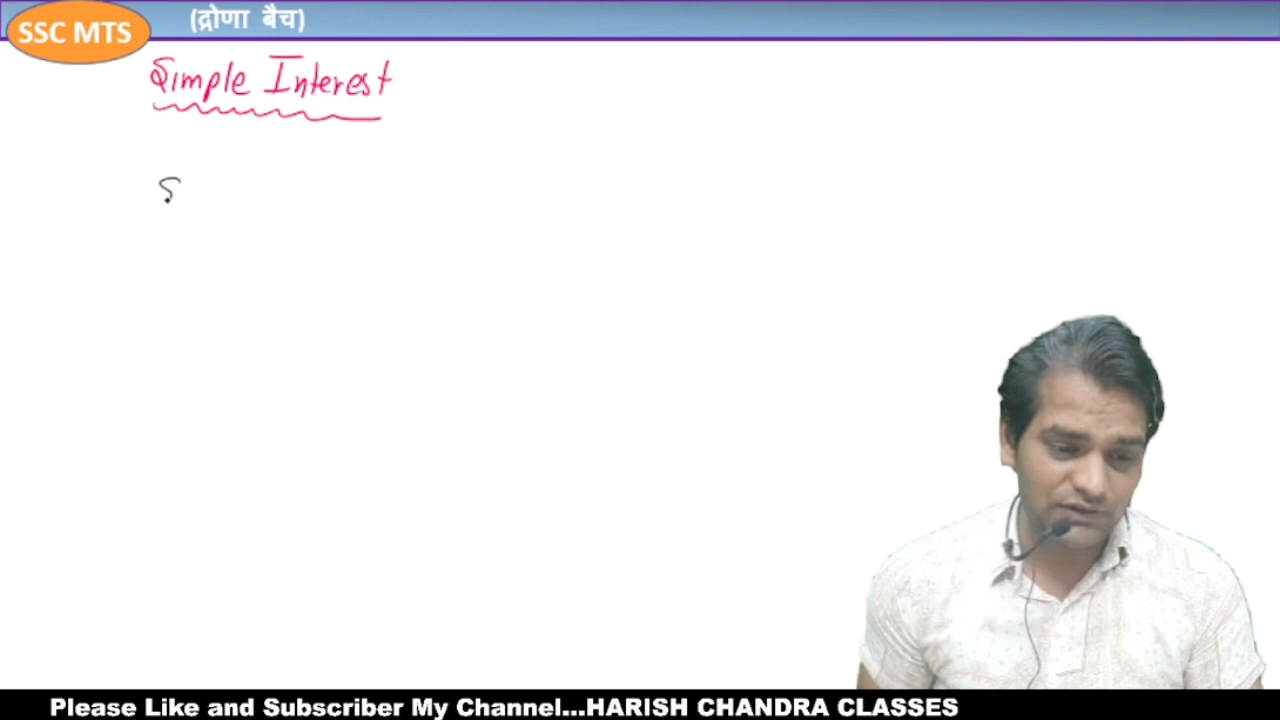 SSC MTS
(द्रोणा बैच)
Simple Interest
S
Please Like and Subscriber My Channel...HARISH CHANDRA CLASSES